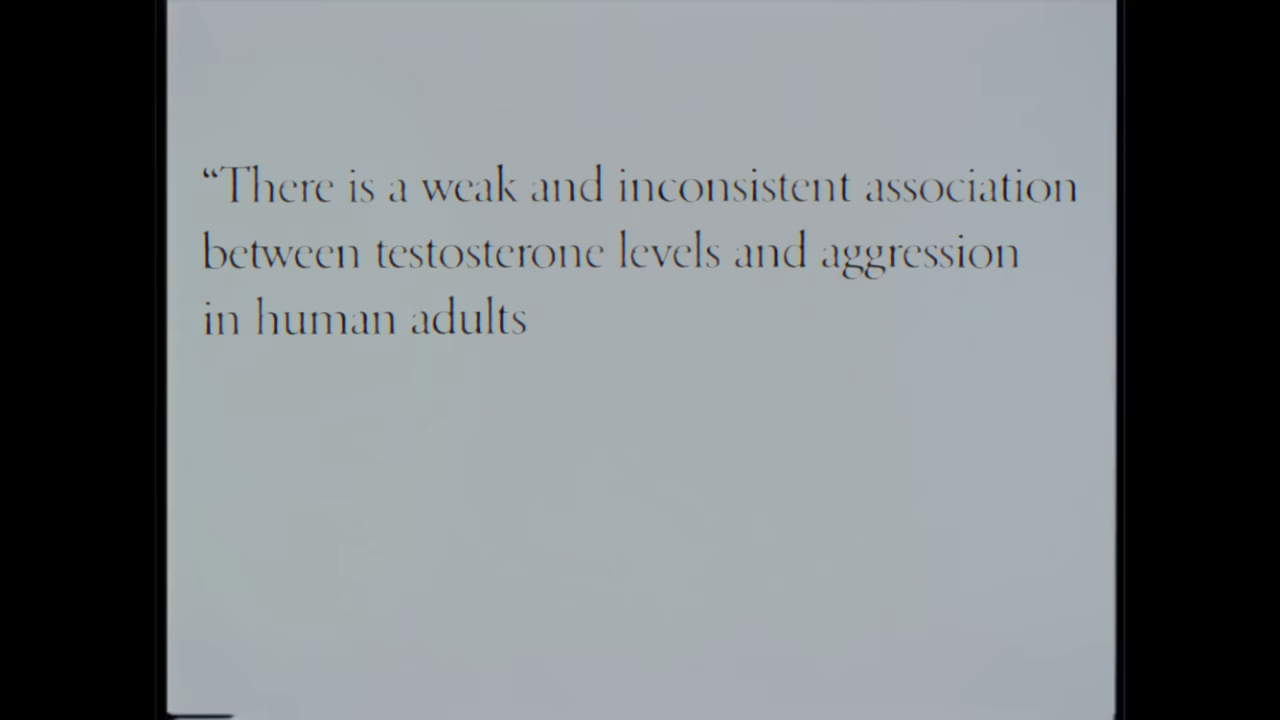 “There is a weak and inconsistent association
between testosterone levels and aggression
in human adults